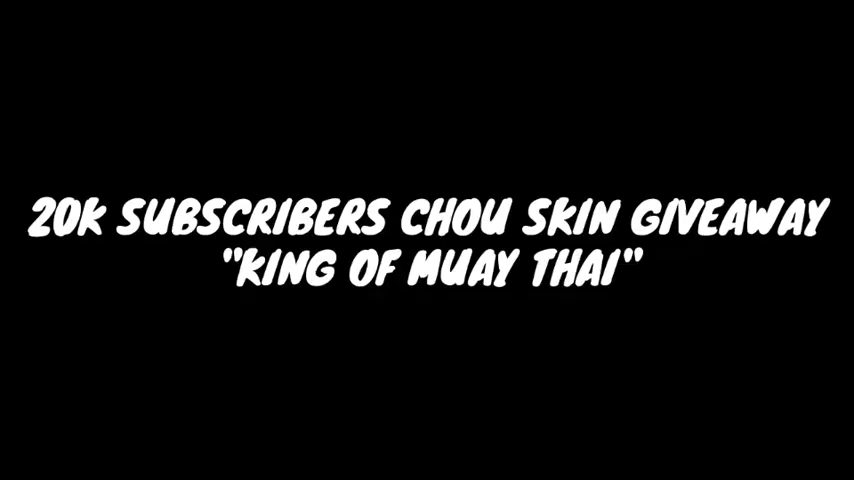 20K SUBSCRIBERS CHOU SKIN GIVEAWAY
"KING OF MUAY THAI"